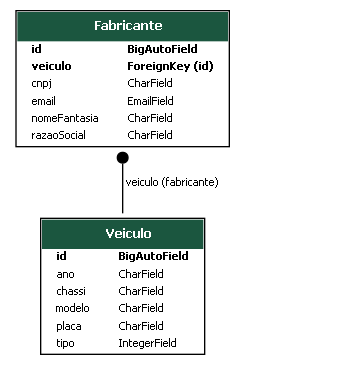 Fabricante
id BigAutoField
veiculo ForeignKey (id)
cnpj CharField
email EmailField
nomeFantasia CharField
razaoSocial CharField
veiculo (fabricante)
Veiculo
id BigAutoField
ano CharField
chassi CharField
modelo CharField
placa CharField
tipo IntegerField